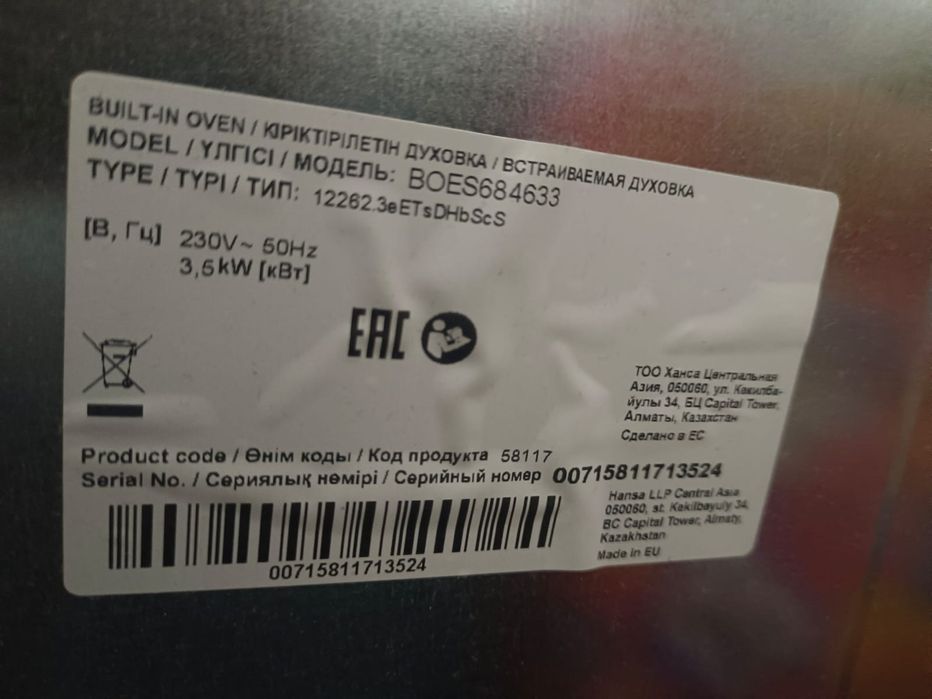 BUILT-IN OVEN / КІРІКТІРІЛЕТІН ДУХОВКА / ВСТРАИВАЕМАЯ ДУХОВКА
MODEL / ҮЛГІСІ / МОДЕЛЬ: BOES684633
TYPE / ТҮРІ / ТИП: 12262.3eETsDHbScS
[В, Гц] 230V~ 50Hz
3,5kW [кВт]
EAC
ТОО Ханса Центральная
Азия, 050060, ул. Какилба-
йулы 34, БЦ Capital Tower,
Алматы, Казахстан
Сделано в ЕС
Product code / Өнім коды / Код продукта 58117
Serial No. / Сериялық нөмірі / Серийный номер 00715811713524
00715811713524
Hansa LLP Central Asia
050060, st. Kakilbayuly 34,
BC Capital Tower, Almaty,
Kazakhstan
Made in EU